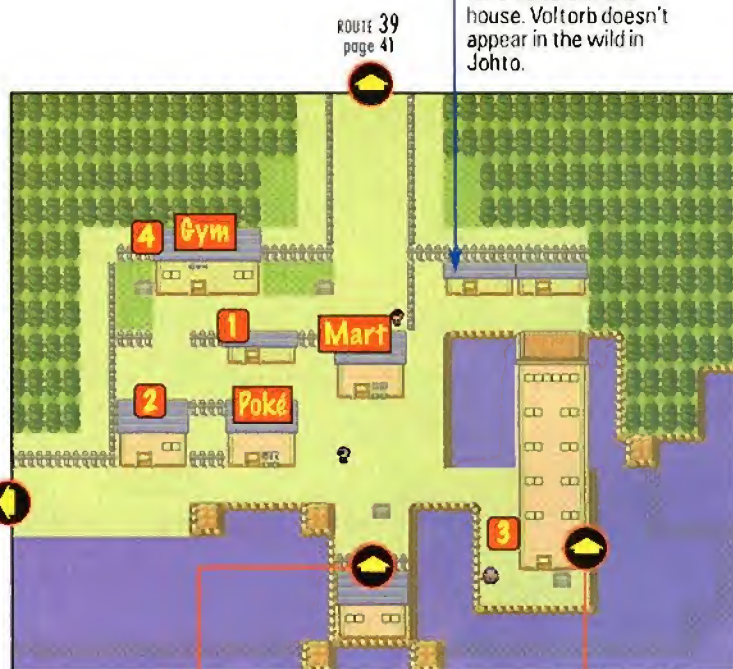 house. Voltorb doesn't
appear in the wild in
Johto.
ROUTE 39
page 41
4 Gym
1
Mart
2
Poké
3